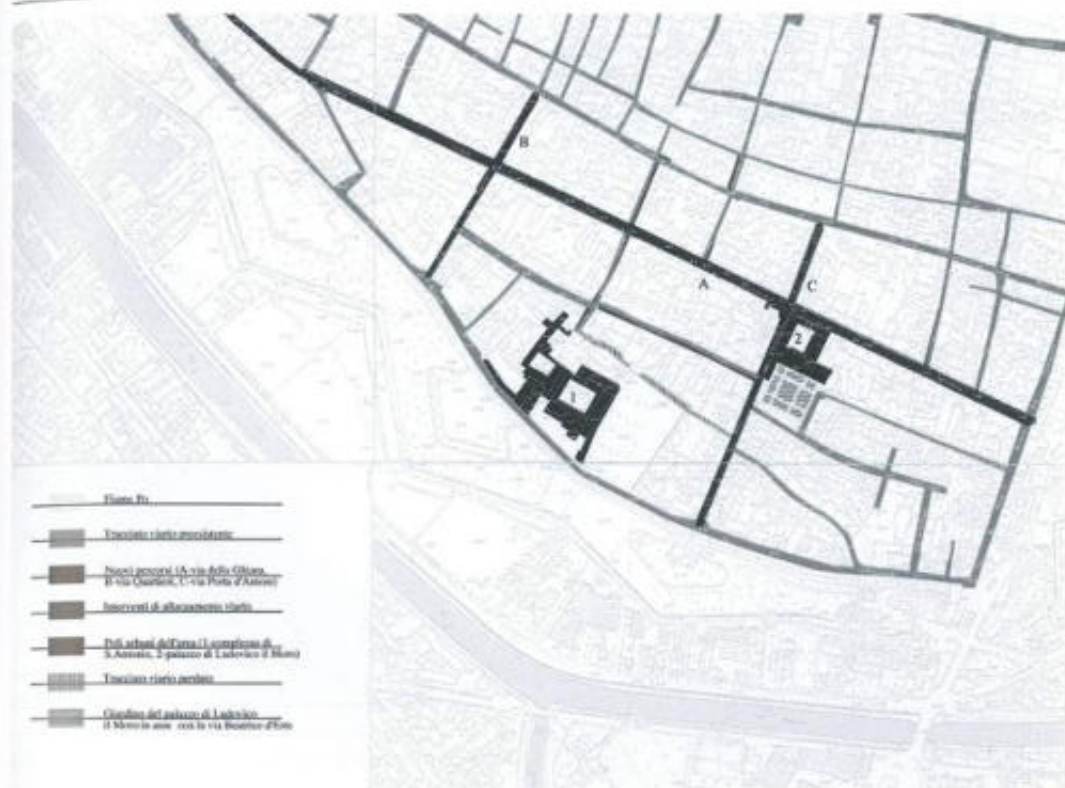 B
A
C
2
1
Fiume Po
Tracciato viario preesistente
Nuovi percorsi (A-via della Ghiara,
B-via Quartieri, C-via Porta d'Amore)
Interventi di allargamento viario
Poli urbani dell'area (1-complesso di
S.Antonio, 2-palazzo di Ludovico il Moro)
Tracciato viario perduto
Giardino del palazzo di Ludovico
il Moro in asse con la via Beatrice d'Este